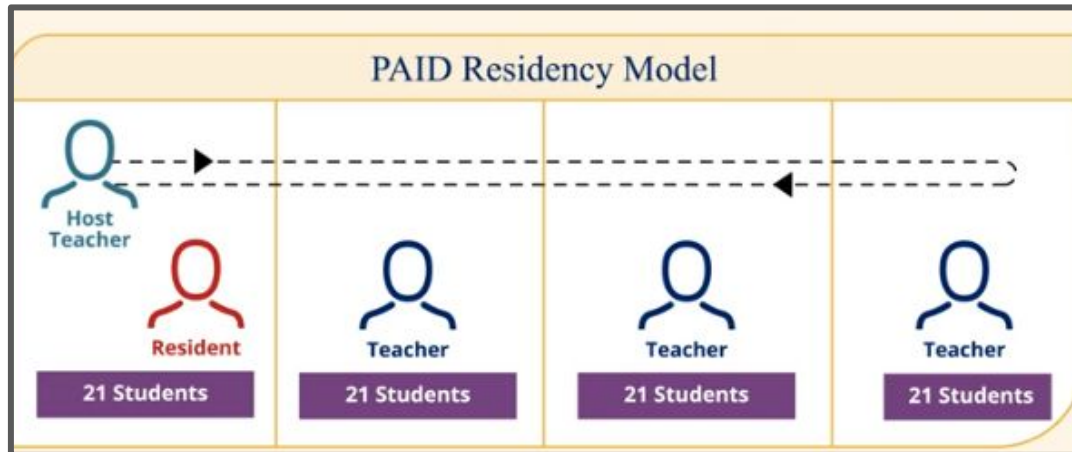 PAID Residency Model
Host
Teacher
Resident
Teacher
Teacher
Teacher
21 Students
21 Students
21 Students
21 Students